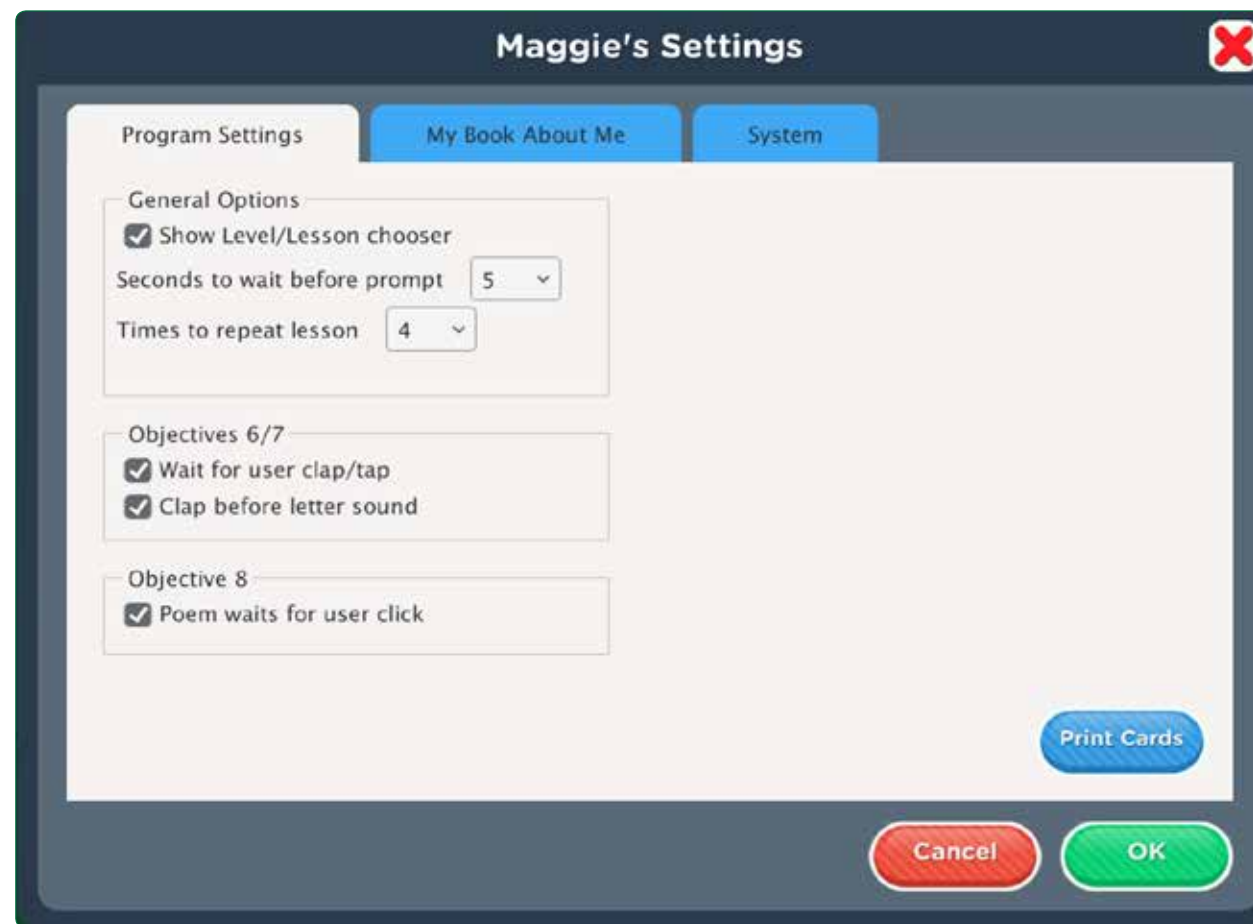 Maggie's Settings
Program Settings
My Book About Me
System
General Options
Show Level/Lesson chooser
Seconds to wait before prompt 5
Times to repeat lesson 4
Objectives 6/7
Wait for user clap/tap
Clap before letter sound
Objective 8
Poem waits for user click
Print Cards
Cancel
OK